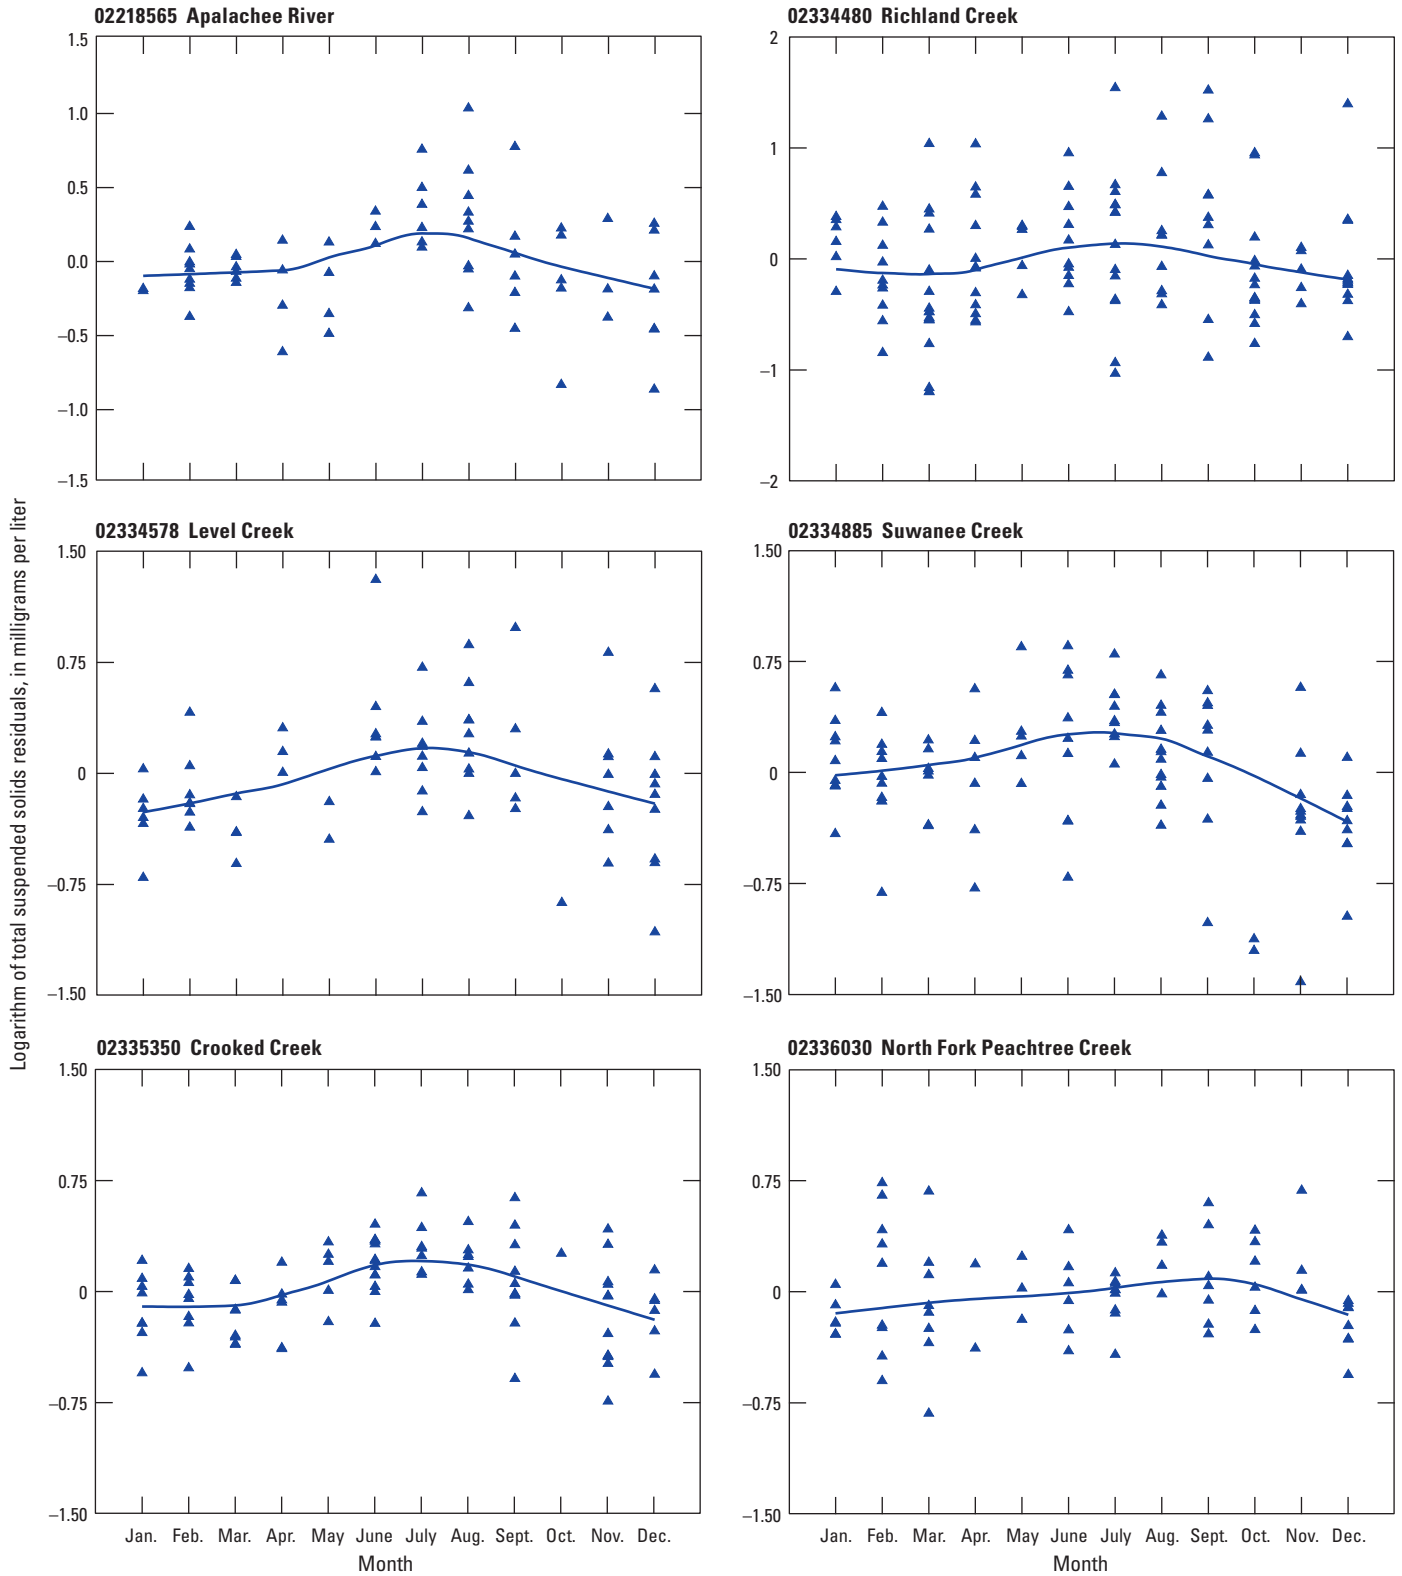 02218565 Apalachee River
1.5
1.0
0.5
0.0
–0.5
–1.0
–1.5
02334480 Richland Creek
2
1
0
–1
–2
Logarithm of total suspended solids residuals, in milligrams per liter
02334578 Level Creek
1.50
0.75
0
–0.75
–1.50
02334885 Suwanee Creek
1.50
0.75
0
–0.75
–1.50
02335350 Crooked Creek
1.50
0.75
0
–0.75
–1.50
Jan. Feb. Mar. Apr. May June July Aug. Sept. Oct. Nov. Dec.
Month
02336030 North Fork Peachtree Creek
1.50
0.75
0
–0.75
–1.50
Jan. Feb. Mar. Apr. May June July Aug. Sept. Oct. Nov. Dec.
Month